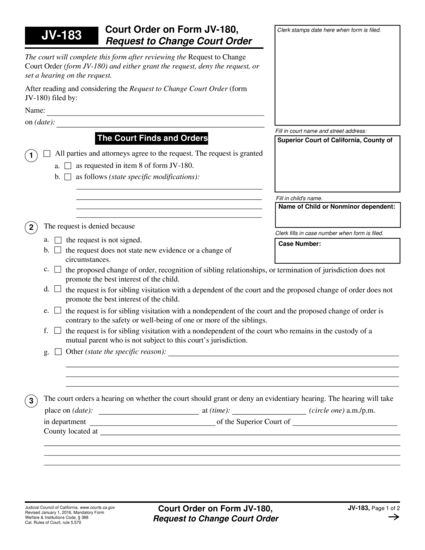 JV-183
Court Order on Form JV-180,
Request to Change Court Order
Clerk stamps date here when form is filed.
The court will complete this form after reviewing the Request to Change
Court Order (form JV-180) and either grant the request, deny the request, or
set a hearing on the request.
After reading and considering the Request to Change Court Order (form
JV-180) filed by:
Name:
on (date):
Fill in court name and street address:
Superior Court of California, County of
The Court Finds and Orders
1 All parties and attorneys agree to the request. The request is granted
a. as requested in item 8 of form JV-180.
b. as follows (state specific modifications):
Fill in child's name:
Name of Child or Nonminor dependent:
Clerk fills in case number when form is filed.
Case Number:
2 The request is denied because
a. the request is not signed.
b. the request does not state new evidence or a change of
circumstances.
c. the proposed change of order, recognition of sibling relationships, or termination of jurisdiction does not
promote the best interest of the child.
d. the request is for sibling visitation with a dependent of the court and the proposed change of order does not
promote the best interest of the child.
e. the request is for sibling visitation with a nondependent of the court and the proposed change of order is
contrary to the safety or well-being of one or more of the siblings.
f. the request is for sibling visitation with a nondependent of the court who remains in the custody of a
mutual parent who is not subject to this court's jurisdiction.
g. Other (state the specific reason):
3 The court orders a hearing on whether the court should grant or deny an evidentiary hearing. The hearing will take
place on (date): at (time): (circle one) a.m./p.m.
in department of the Superior Court of
County located at
Judicial Council of California, www.courts.ca.gov
Revised January 1, 2016, Mandatory Form
Welfare & Institutions Code, § 388
Cal. Rules of Court, rule 5.570
Court Order on Form JV-180,
Request to Change Court Order
JV-183, Page 1 of 2